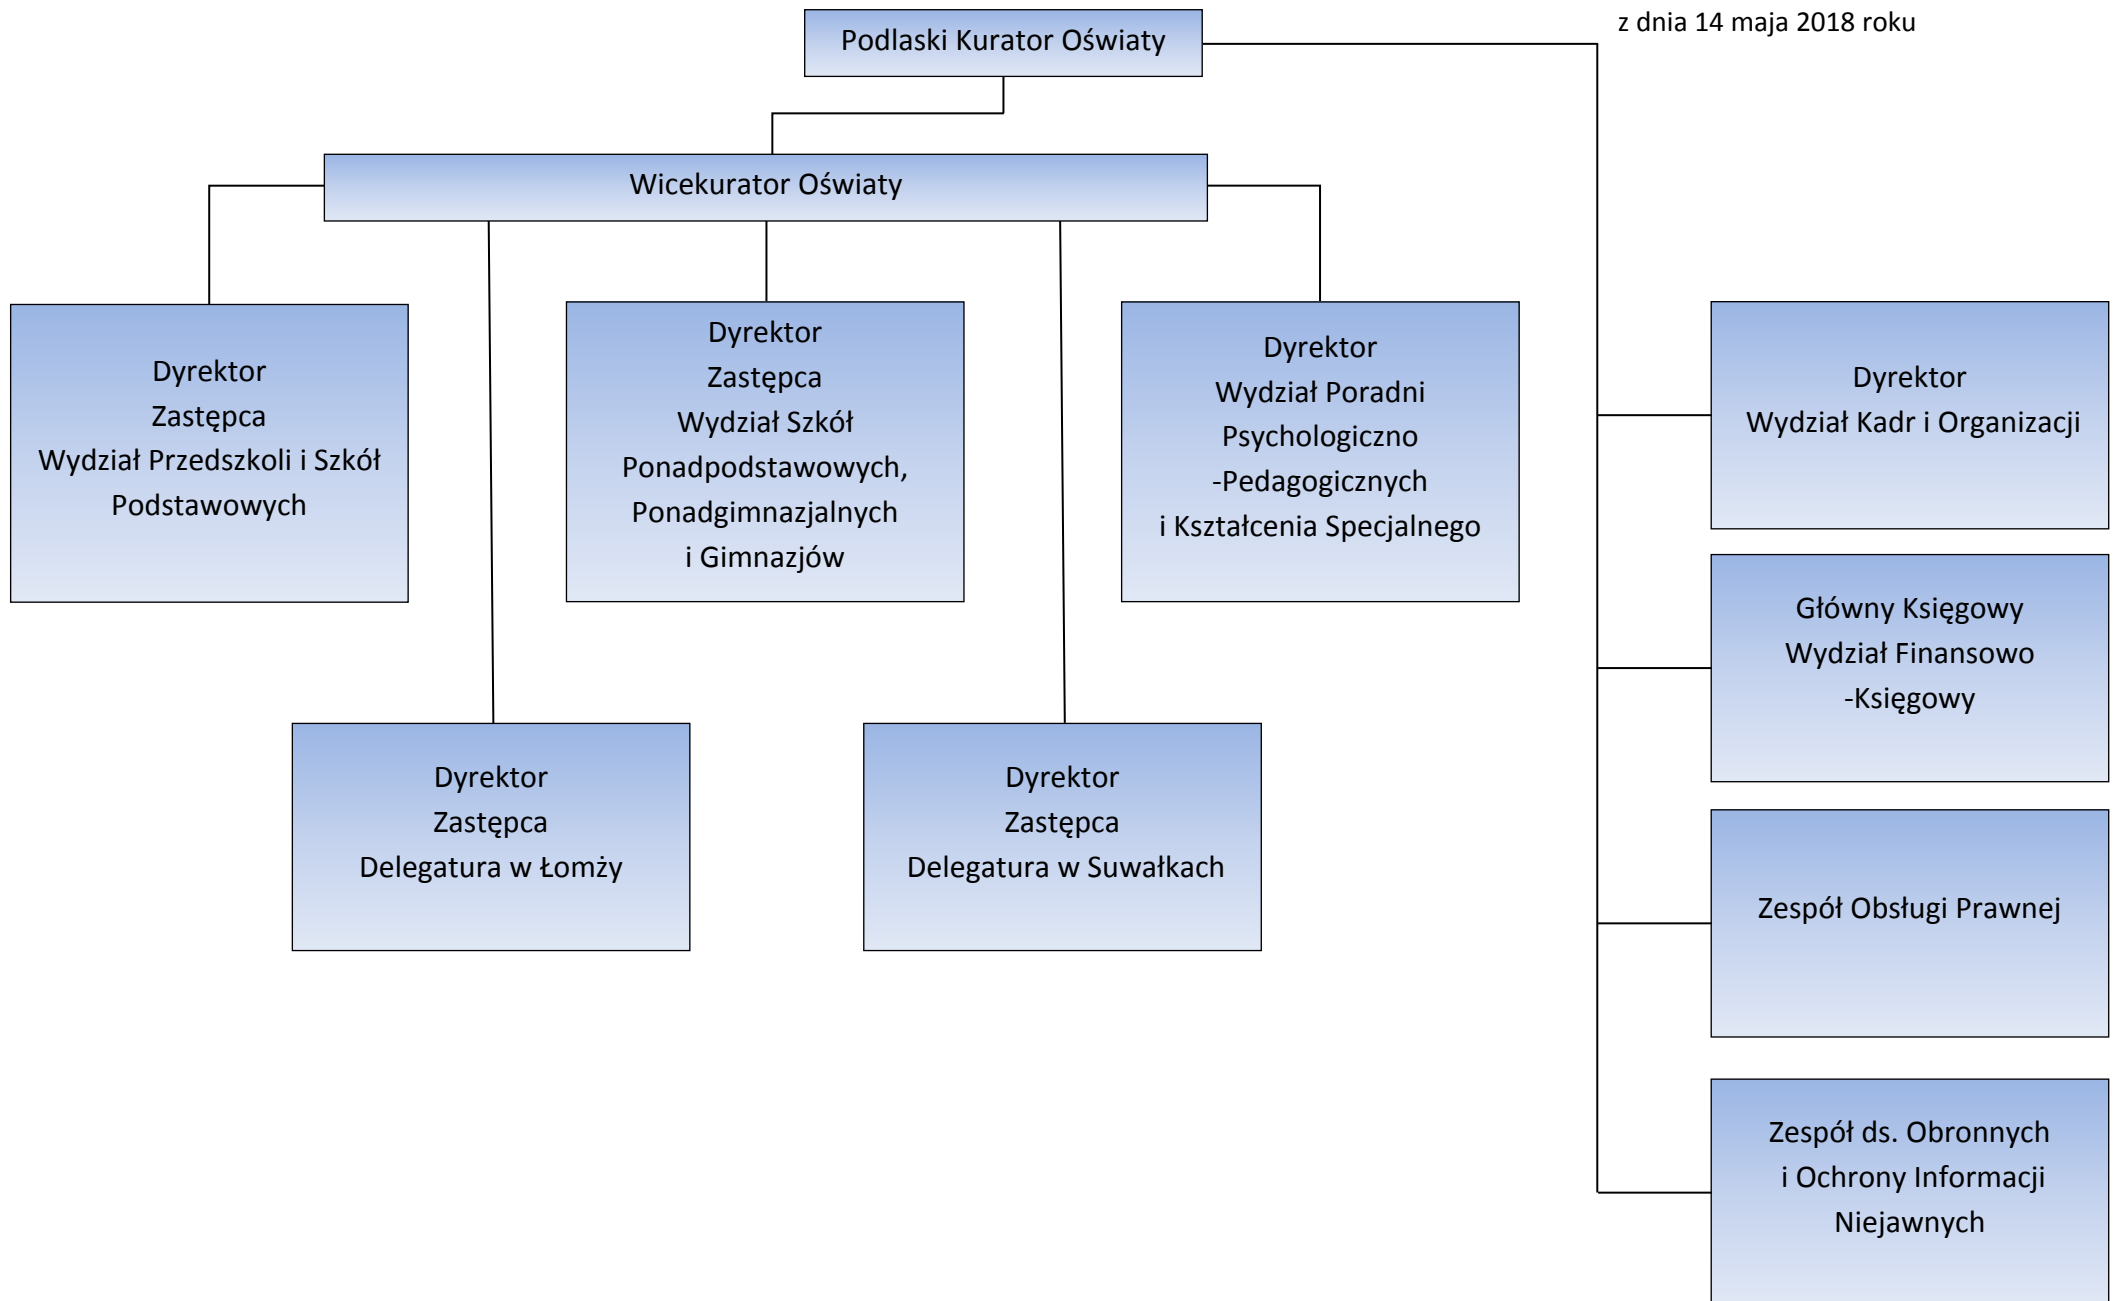 z dnia 14 maja 2018 roku
Podlaski Kurator Oświaty
Wicekurator Oświaty
Dyrektor
Zastępca
Wydział Przedszkoli i Szkół
Podstawowych
Dyrektor
Zastępca
Wydział Szkół
Ponadpodstawowych,
Ponadgimnazjalnych
i Gimnazjów
Dyrektor
Wydział Poradni
Psychologiczno
-Pedagogicznych
i Kształcenia Specjalnego
Dyrektor
Wydział Kadr i Organizacji
Główny Księgowy
Wydział Finansowo
-Księgowy
Dyrektor
Zastępca
Delegatura w Łomży
Dyrektor
Zastępca
Delegatura w Suwałkach
Zespół Obsługi Prawnej
Zespół ds. Obronnych
i Ochrony Informacji
Niejawnych